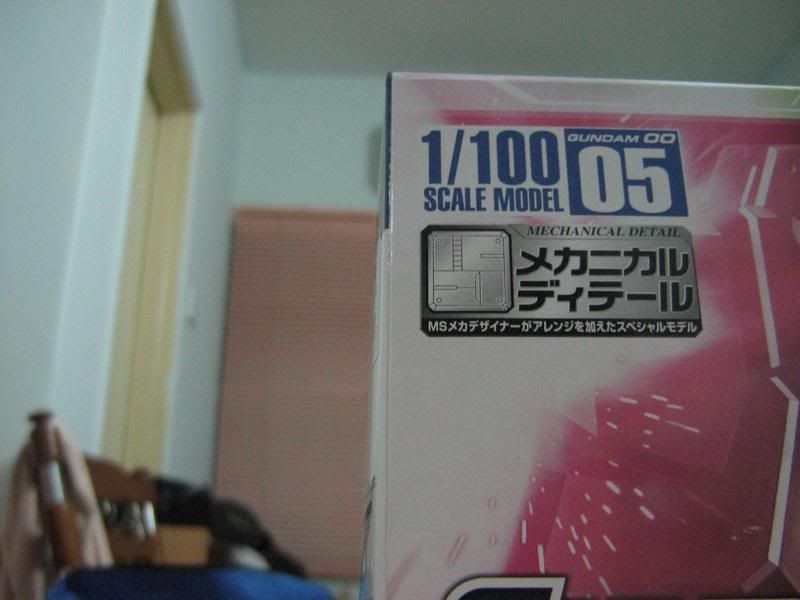 1/100
SCALE MODEL
GUNDAM 00
05
MECHANICAL DETAIL
メカニカル
ディテール
MSメカデザイナーがアレンジを加えたスペシャルモデル